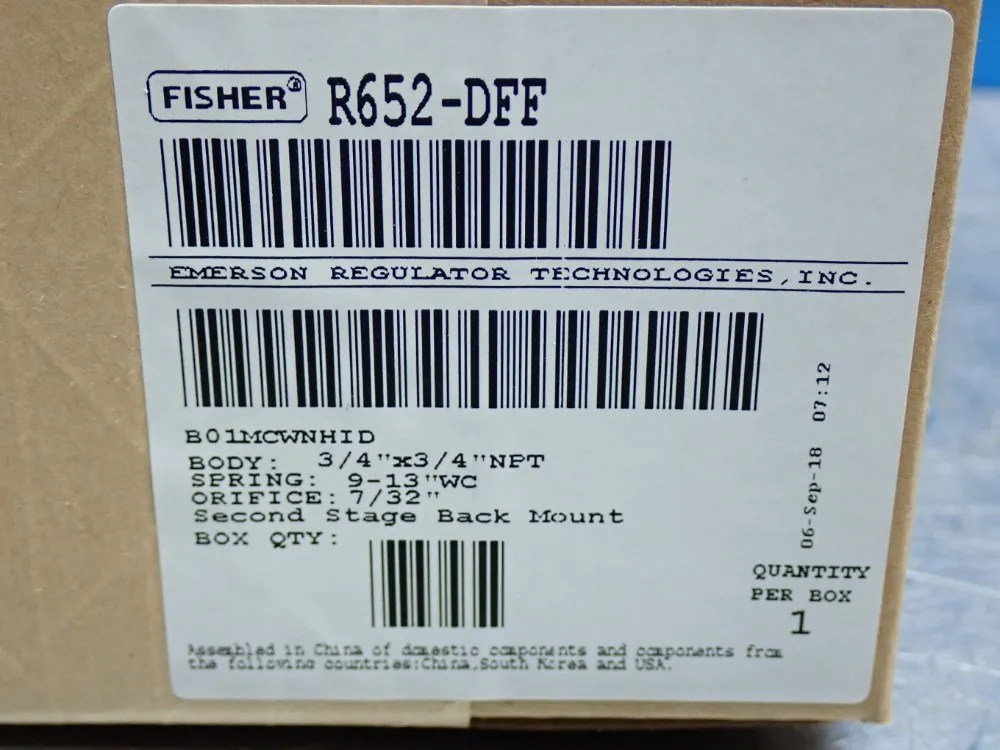 FISHER® R652-DFF
EMERSON REGULATOR TECHNOLOGIES, INC.
B01MCWNHID
BODY: 3/4"x3/4"NPT
SPRING: 9-13"WC
ORIFICE: 7/32"
Second Stage Back Mount
BOX QTY:
06-Sep-18 07:12
QUANTITY
PER BOX
1
Assembled in China of domestic components and components from
the following countries:China,South Korea and USA.